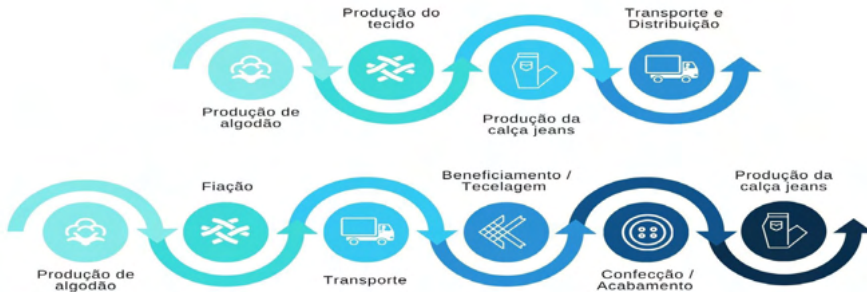 Produção do
tecido
Transporte e
Distribuição
Produção de
algodão
Produção da
calça jeans
Fiação
Beneficiamento /
Tecelagem
Produção da
calça jeans
Produção de
algodão
Transporte
Confecção /
Acabamento